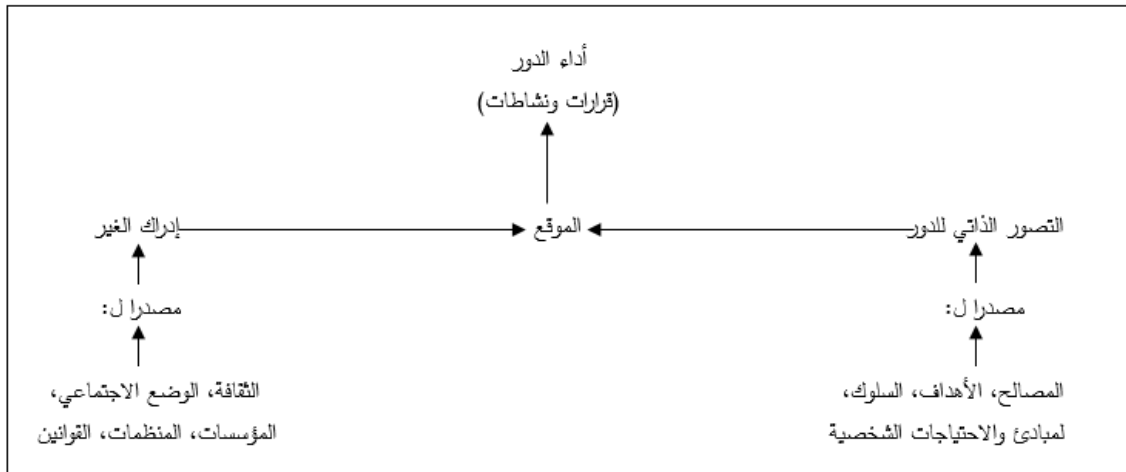 أداء الدور
(قرارات ونشاطات)
التصور الذاتي للدور
الموقع
إدراك الغير
مصدرا ل:
مصدرا ل:
المصالح، الأهداف، السلوك،
لمبادئ والاحتياجات الشخصية
الثقافة، الوضع الاجتماعي،
المؤسسات، المنظمات، القوانين